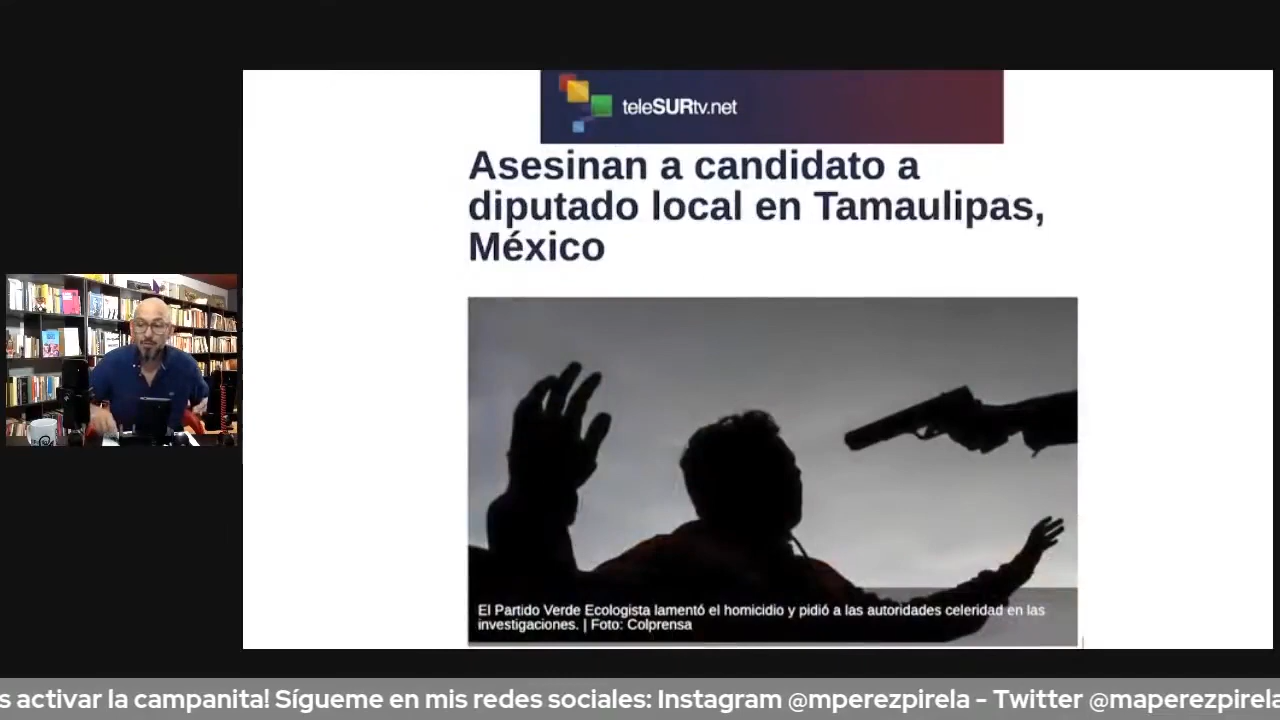 teleSURtv.net
Asesinan a candidato a
diputado local en Tamaulipas,
México
El Partido Verde Ecologista lamentó el homicidio y pidió a las autoridades celeridad en las
investigaciones. | Foto: Colprensa
s activar la campanita! Sígueme en mis redes sociales: Instagram @mperezpirela - Twitter @maperezpirela